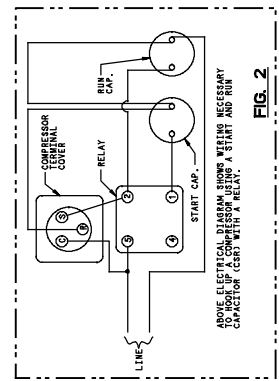 COMPRESSOR
TERMINAL
COVER
RUN
CAP.
C
S
R
RELAY
5
2
4
1
START CAP.
LINE
ABOVE ELECTRICAL DIAGRAM SHOWS WIRING NECESSARY
TO HOOK UP A COMPRESSOR USING A START AND RUN
CAPACITOR (CSR) WITH A RELAY.
FIG. 2